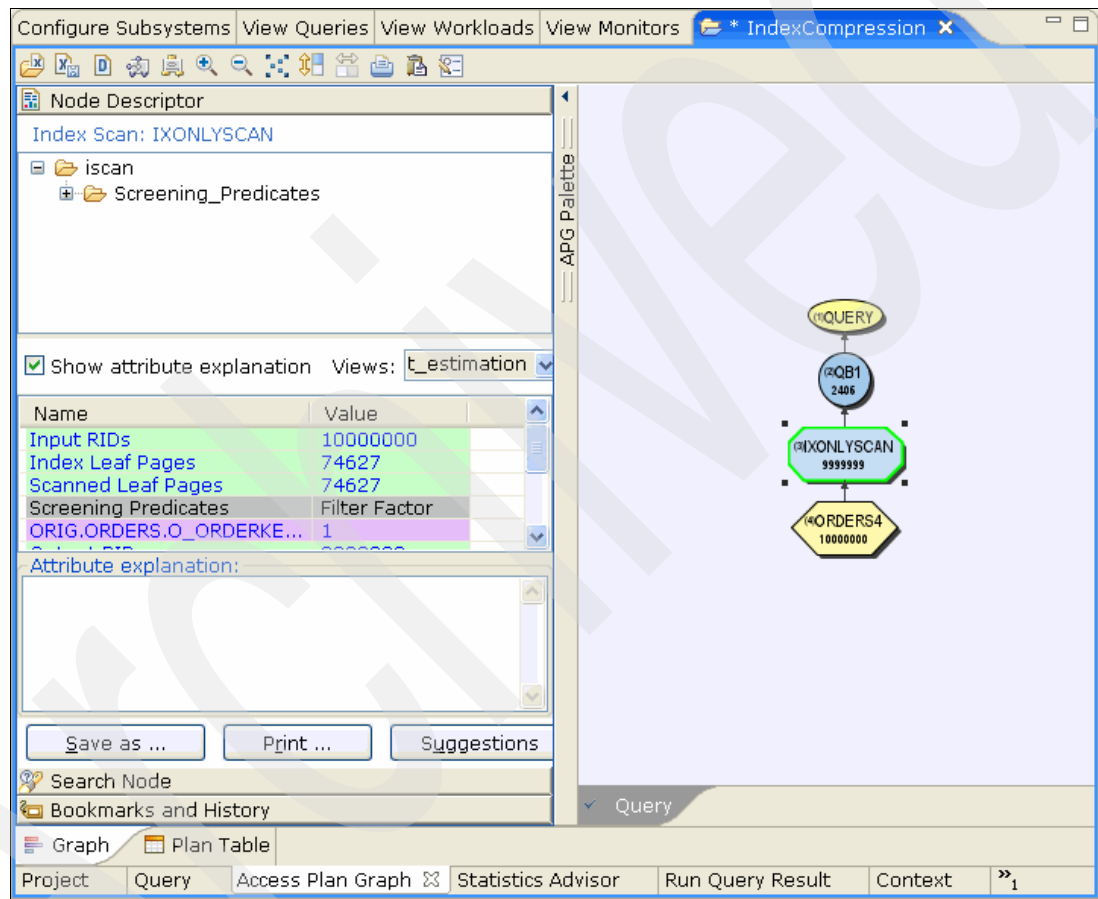 Configure Subsystems View Queries View Workloads View Monitors * IndexCompression
Node Descriptor
Index Scan: IXONLYSCAN
iscan
Screening_Predicates
APG Palette
Show attribute explanation Views: t_estimation
Name Value
Input RIDs 10000000
Index Leaf Pages 74627
Scanned Leaf Pages 74627
Screening Predicates Filter Factor
ORIG.ORDERS.O_ORDERKE... 1
Attribute explanation:
Save as ... Print ... Suggestions
Search Node
Bookmarks and History
(1)QUERY
(2)QB1
2406
(3)IXONLYSCAN
9999999
(4)ORDERS4
10000000
Query
Graph Plan Table
Project Query Access Plan Graph Statistics Advisor Run Query Result Context »1